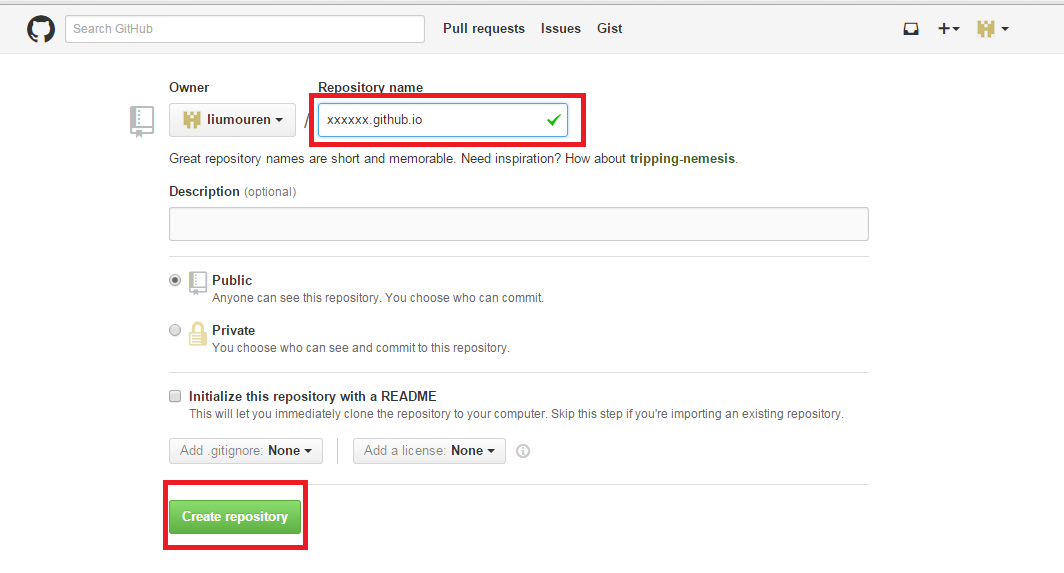 Search GitHub
Pull requests Issues Gist
Owner Repository name
liumouren / xxxxxx.github.io
Great repository names are short and memorable. Need inspiration? How about tripping-nemesis.
Description (optional)
Public
Anyone can see this repository. You choose who can commit.
Private
You choose who can see and commit to this repository.
Initialize this repository with a README
This will let you immediately clone the repository to your computer. Skip this step if you're importing an existing repository.
Add .gitignore: None Add a license: None
Create repository